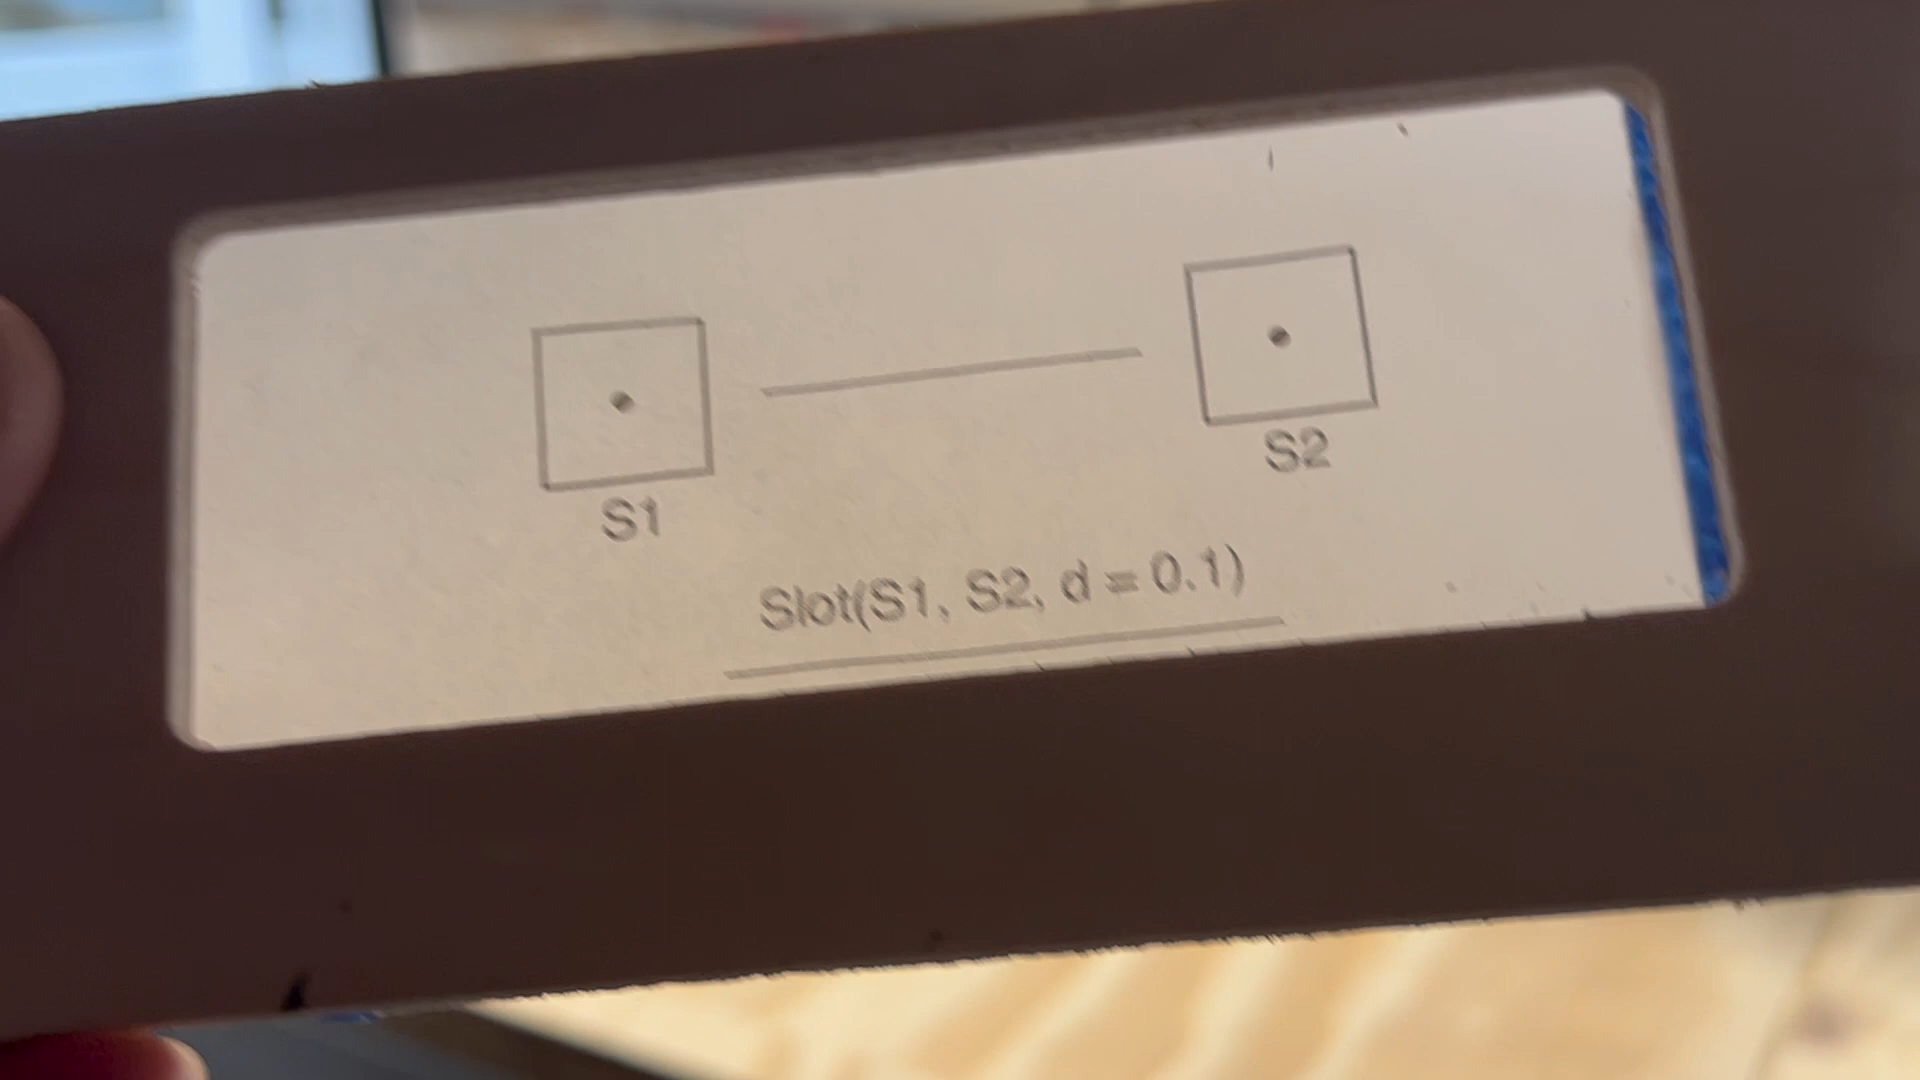 S1
S2
Slot(S1, S2, d = 0.1)